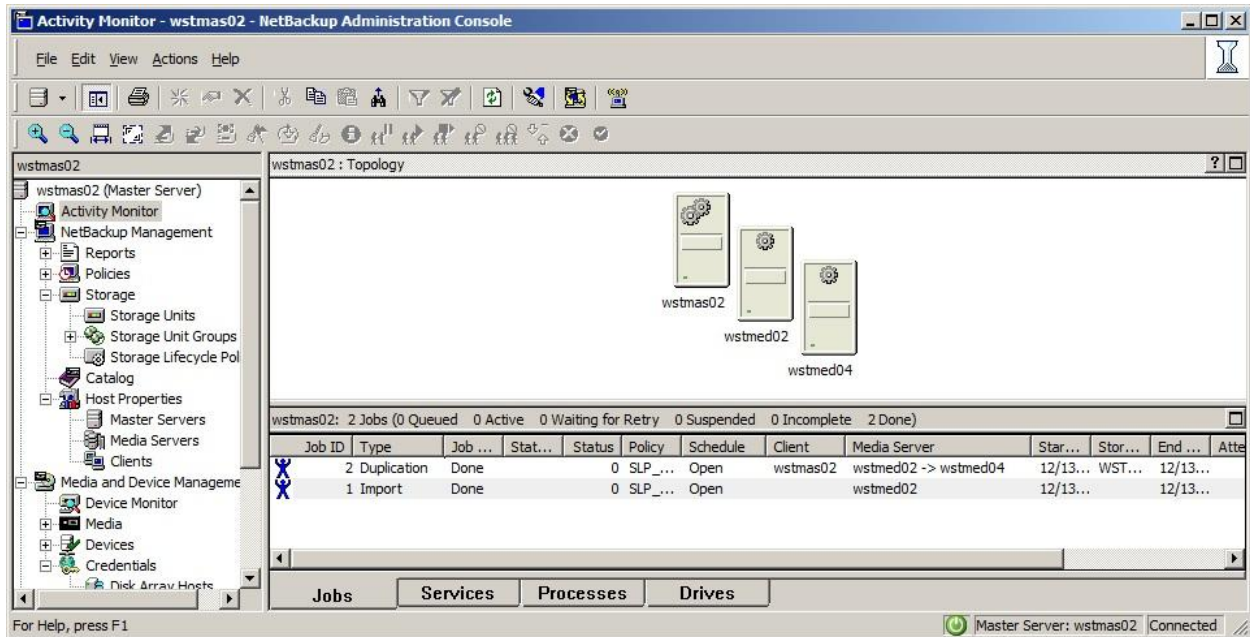 Activity Monitor - wstmas02 - NetBackup Administration Console
File Edit View Actions Help
wstmas02
wstmas02 (Master Server)
Activity Monitor
NetBackup Management
Reports
Policies
Storage
Storage Units
Storage Unit Groups
Storage Lifecycle Pol
Catalog
Host Properties
Master Servers
Media Servers
Clients
Media and Device Manageme
Device Monitor
Media
Devices
Credentials
Disk Array Hosts
wstmas02 : Topology
wstmas02
wstmed02
wstmed04
wstmas02: 2 Jobs (0 Queued 0 Active 0 Waiting for Retry 0 Suspended 0 Incomplete 2 Done)
Job ID Type Job ... Stat... Status Policy Schedule Client Media Server Star... Stor... End ... Atte
2 Duplication Done 0 SLP_... Open wstmas02 wstmed02 -> wstmed04 12/13... WST... 12/13...
1 Import Done 0 SLP_... Open wstmed02 12/13... 12/13...
Jobs Services Processes Drives
For Help, press F1
Master Server: wstmas02 Connected